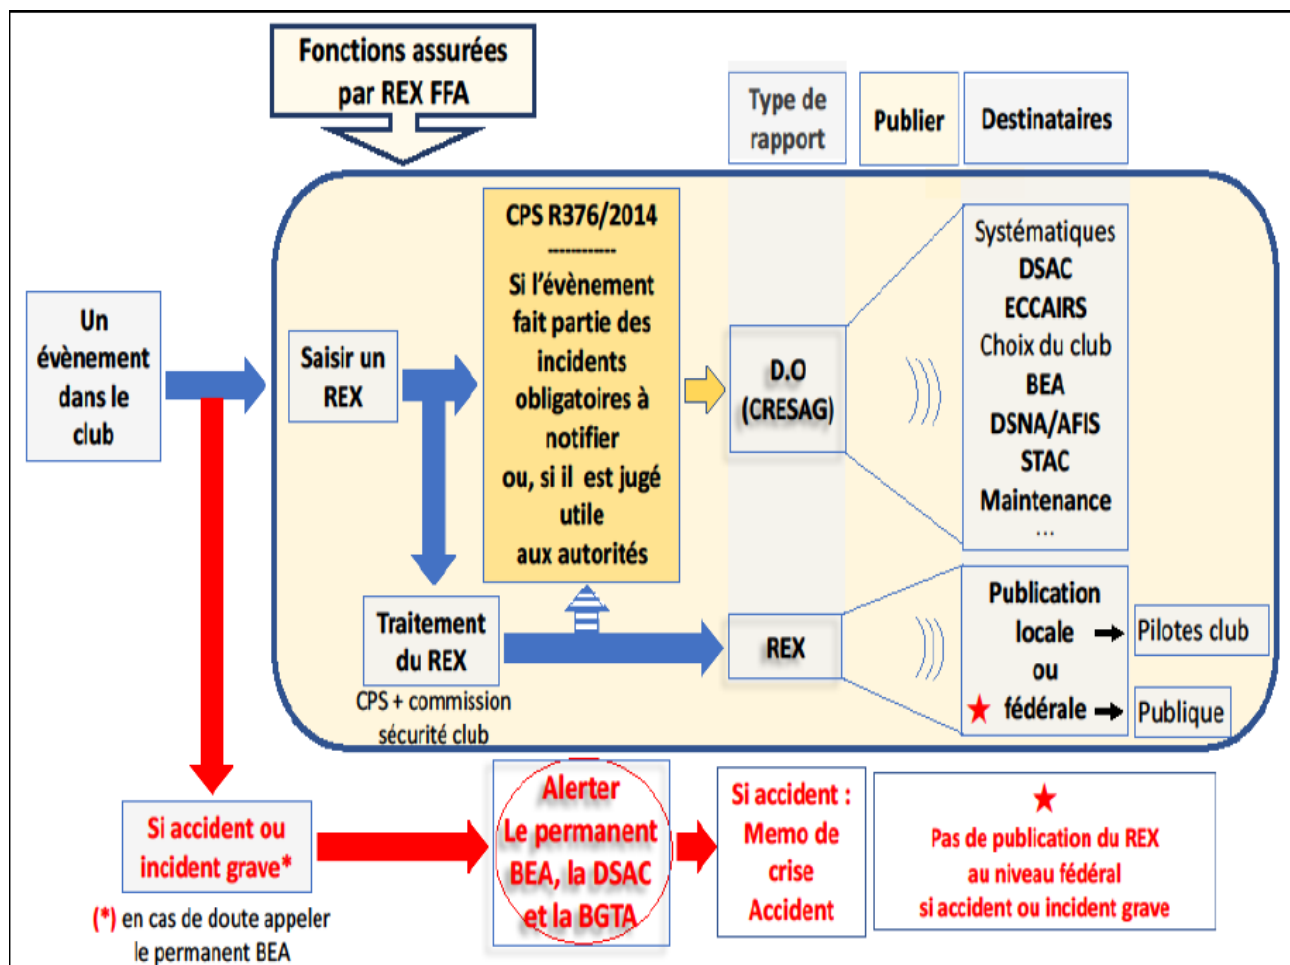 Fonctions assurées
par REX FFA
Type de
rapport
Publier
Destinataires
Un
évènement
dans le
club
Saisir un
REX
CPS R376/2014
------------
Si l'évènement
fait partie des
incidents
obligatoires à
notifier
ou, si il est jugé
utile
aux autorités
D.O
(CRESAG)
Systématiques
DSAC
ECCAIRS
Choix du club
BEA
DSNA/AFIS
STAC
Maintenance
...
Traitement
du REX
CPS + commission
sécurité club
REX
Publication
locale
ou
★ fédérale
Pilotes club
Publique
Si accident ou
incident grave*
(*) en cas de doute appeler
le permanent BEA
Alerter
Le permanent
BEA, la DSAC
et la BGTA
Si accident :
Memo de
crise
Accident
★
Pas de publication du REX
au niveau fédéral
si accident ou incident grave